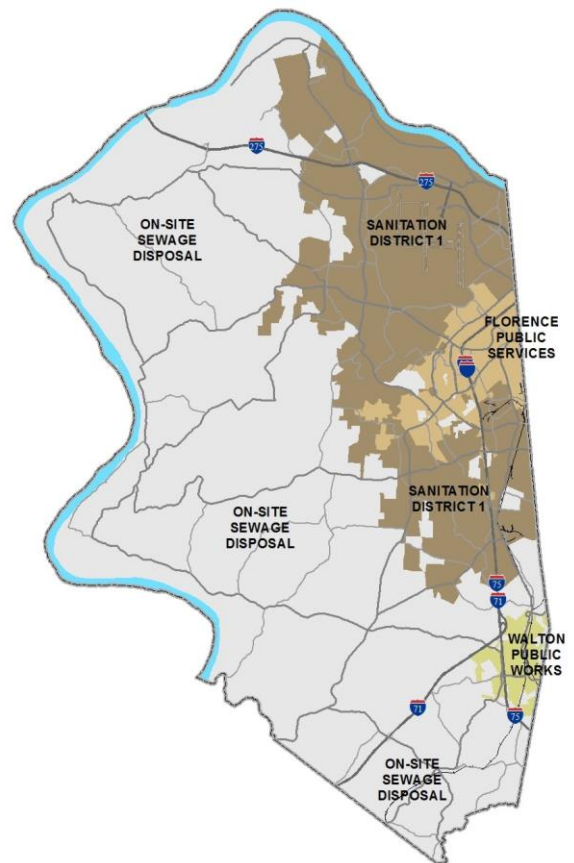 275
275
ON-SITE
SEWAGE
DISPOSAL
SANITATION
DISTRICT 1
FLORENCE
PUBLIC
SERVICES
SANITATION
DISTRICT 1
ON-SITE
SEWAGE
DISPOSAL
75
71
WALTON
PUBLIC
WORKS
71
75
ON-SITE
SEWAGE
DISPOSAL